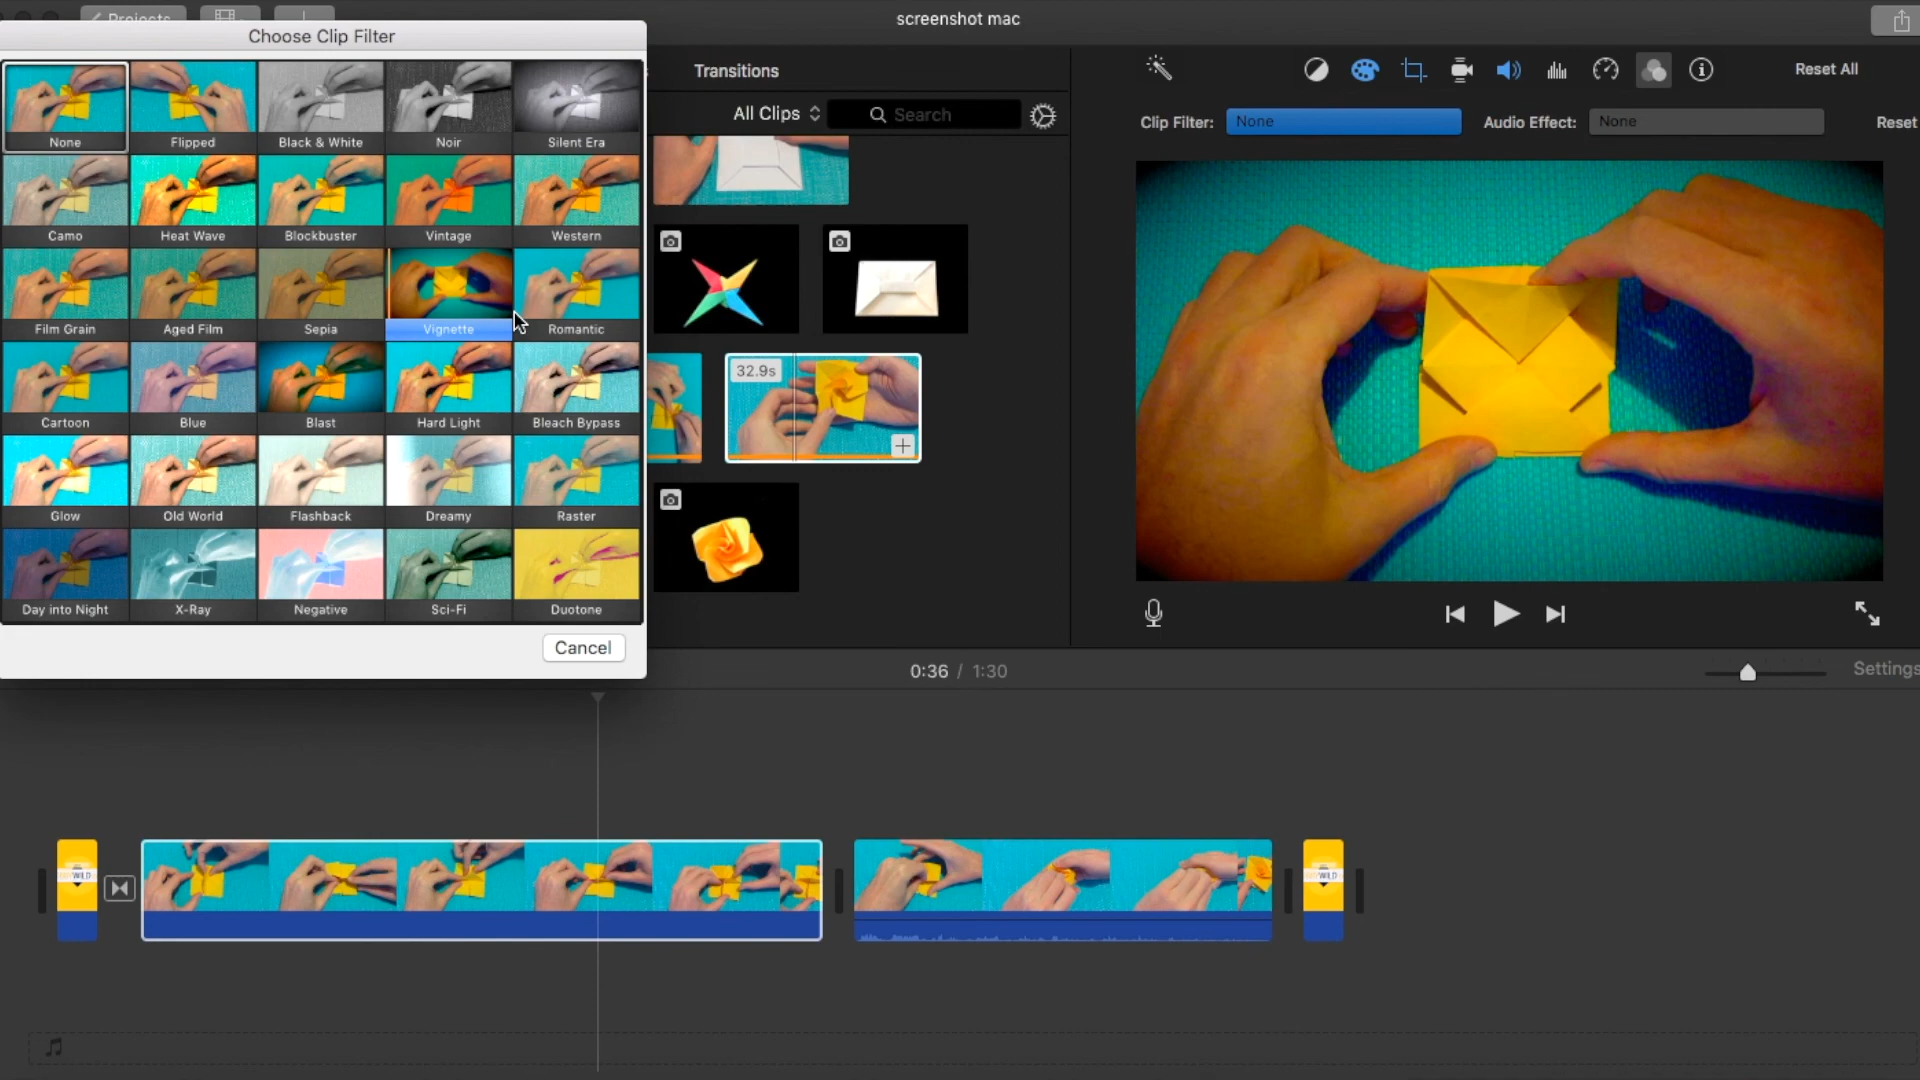 Projects
screenshot mac
Choose Clip Filter
Transitions
Reset All
All Clips
Search
Clip Filter:
None
Audio Effect:
None
Reset
None
Flipped
Black & White
Noir
Silent Era
Camo
Heat Wave
Blockbuster
Vintage
Western
Film Grain
Aged Film
Sepia
Vignette
Romantic
Cartoon
Blue
Blast
Hard Light
Bleach Bypass
32.9s
Glow
Old World
Flashback
Dreamy
Raster
Day into Night
X-Ray
Negative
Sci-Fi
Duotone
Cancel
0:36 / 1:30
Settings
WILD
WILD